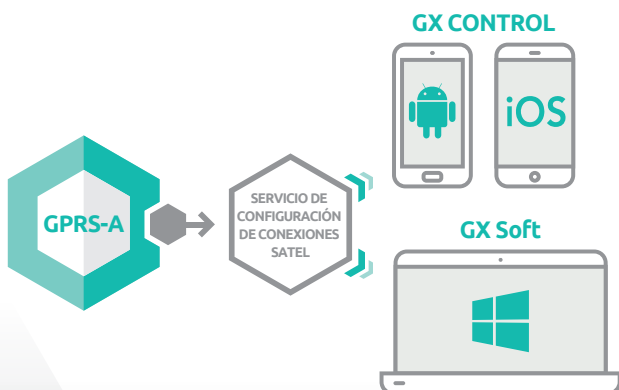 GX CONTROL
iOS
GPRS-A
SERVICIO DE
CONFIGURACIÓN
DE CONEXIONES
SATEL
GX Soft